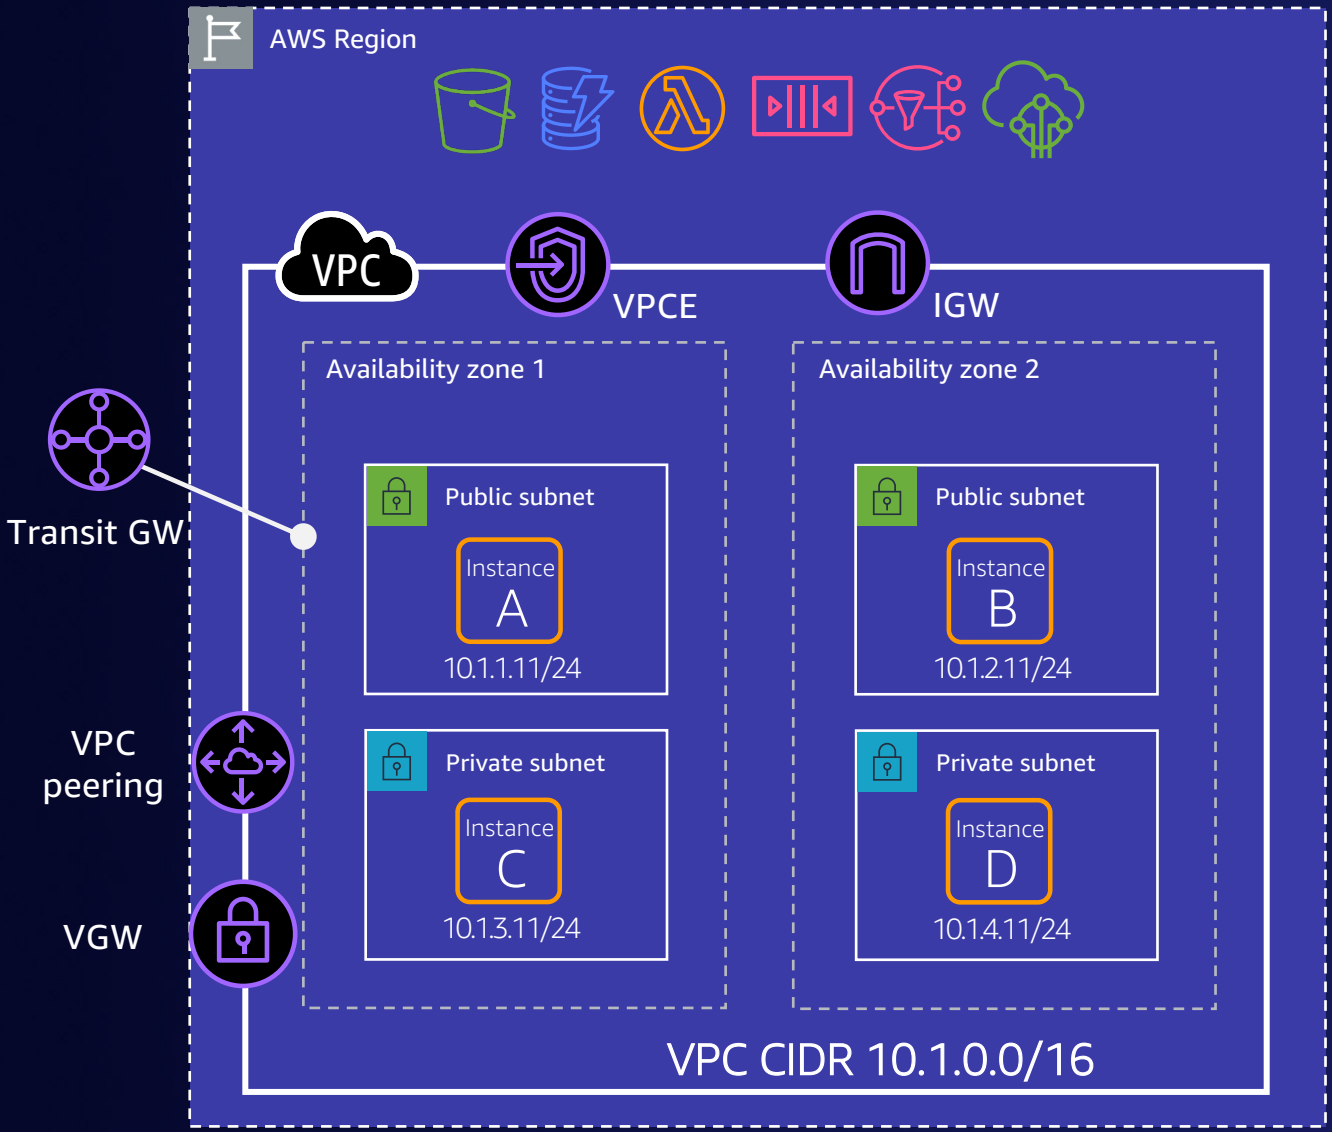 AWS Region
VPC
VPCE
IGW
Availability zone 1
Availability zone 2
Transit GW
Public subnet
Instance
A
10.1.1.11/24
Public subnet
Instance
B
10.1.2.11/24
VPC
peering
Private subnet
Instance
C
10.1.3.11/24
Private subnet
Instance
D
10.1.4.11/24
VGW
VPC CIDR 10.1.0.0/16